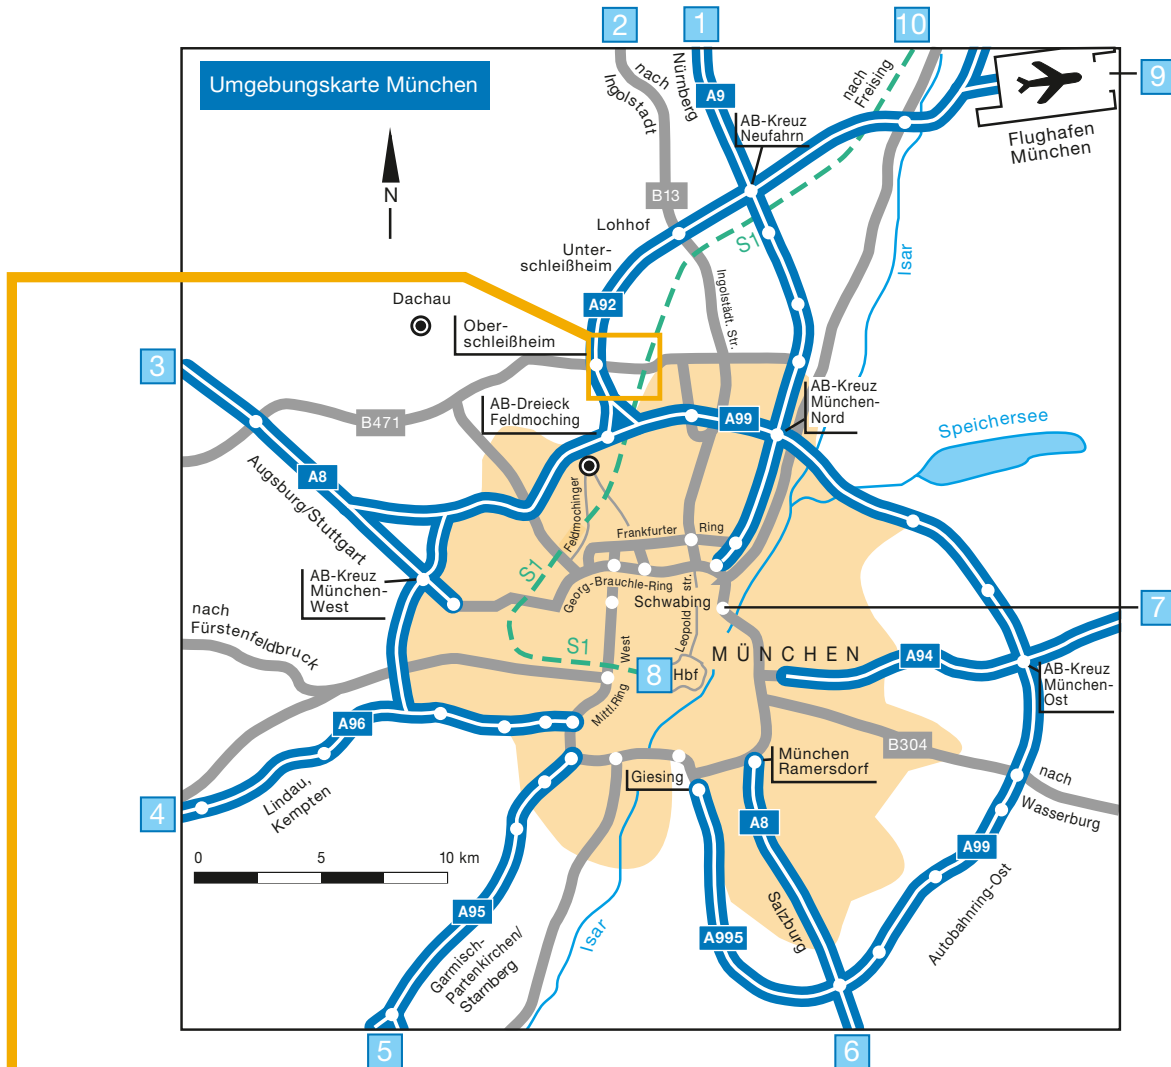 2
1
10
Umgebungskarte München
nach
Ingolstadt
Nürnberg
A9
nach
Freising
9
AB-Kreuz
Neufahrn
Flughafen
München
N
B13
Lohhof
Unter-
schleißheim
S1
Isar
Dachau
A92
Ingolstädt. Str.
Ober-
schleißheim
3
AB-Kreuz
München-
Nord
AB-Dreieck
Feldmoching
A99
B471
Speichersee
A8
Augsburg/Stuttgart
Feldmochinger
Frankfurter
Ring
S1
AB-Kreuz
München-
West
Georg-Brauchle-Ring
Schwabing
Leopold
str.
7
nach
Fürstenfeldbruck
S1
West
MÜNCHEN
A94
8
Hbf
AB-Kreuz
München-
Ost
Mittl.Ring
A96
B304
München
Ramersdorf
Giesing
nach
Wasserburg
4
Lindau,
Kempten
A8
A99
0
5
10 km
A95
A995
Salzburg
Autobahnring-Ost
Isar
Garmisch-
Partenkirchen/
Starnberg
5
6